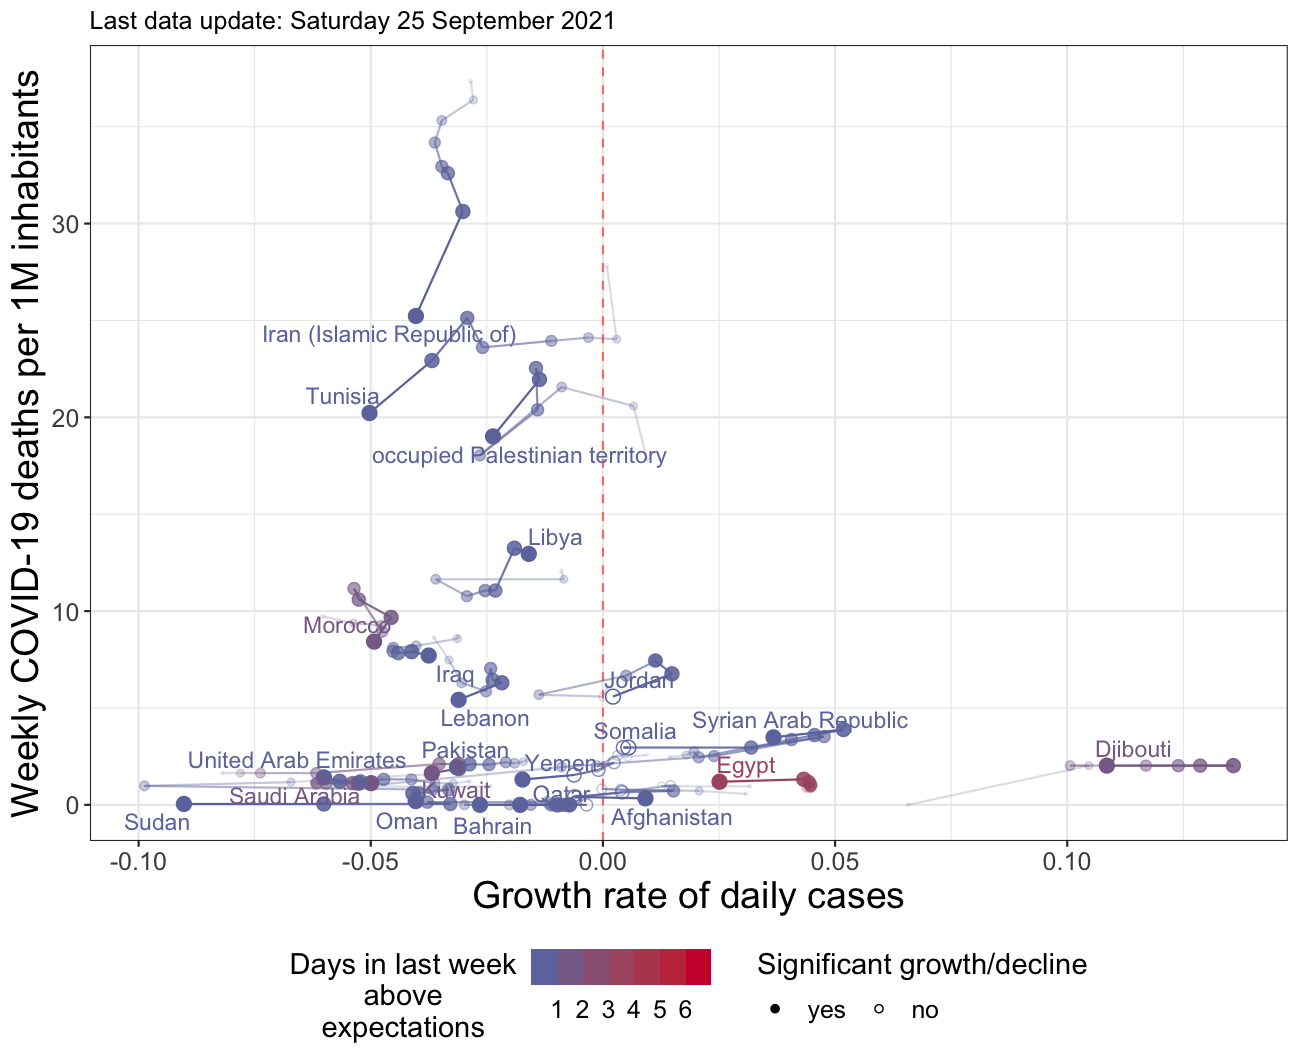 Last data update: Saturday 25 September 2021
Weekly COVID-19 deaths per 1M inhabitants
30
20
10
0
Iran (Islamic Republic of)
Tunisia
occupied Palestinian territory
Libya
Morocco
Iraq
Jordan
Lebanon
Somalia
Syrian Arab Republic
United Arab Emirates
Pakistan
Yemen
Egypt
Djibouti
Saudi Arabia
Kuwait
Qatar
Sudan
Oman
Bahrain
Afghanistan
-0.10
-0.05
0.00
0.05
0.10
Growth rate of daily cases
Days in last week
above
expectations
1 2 3 4 5 6
Significant growth/decline
yes
no